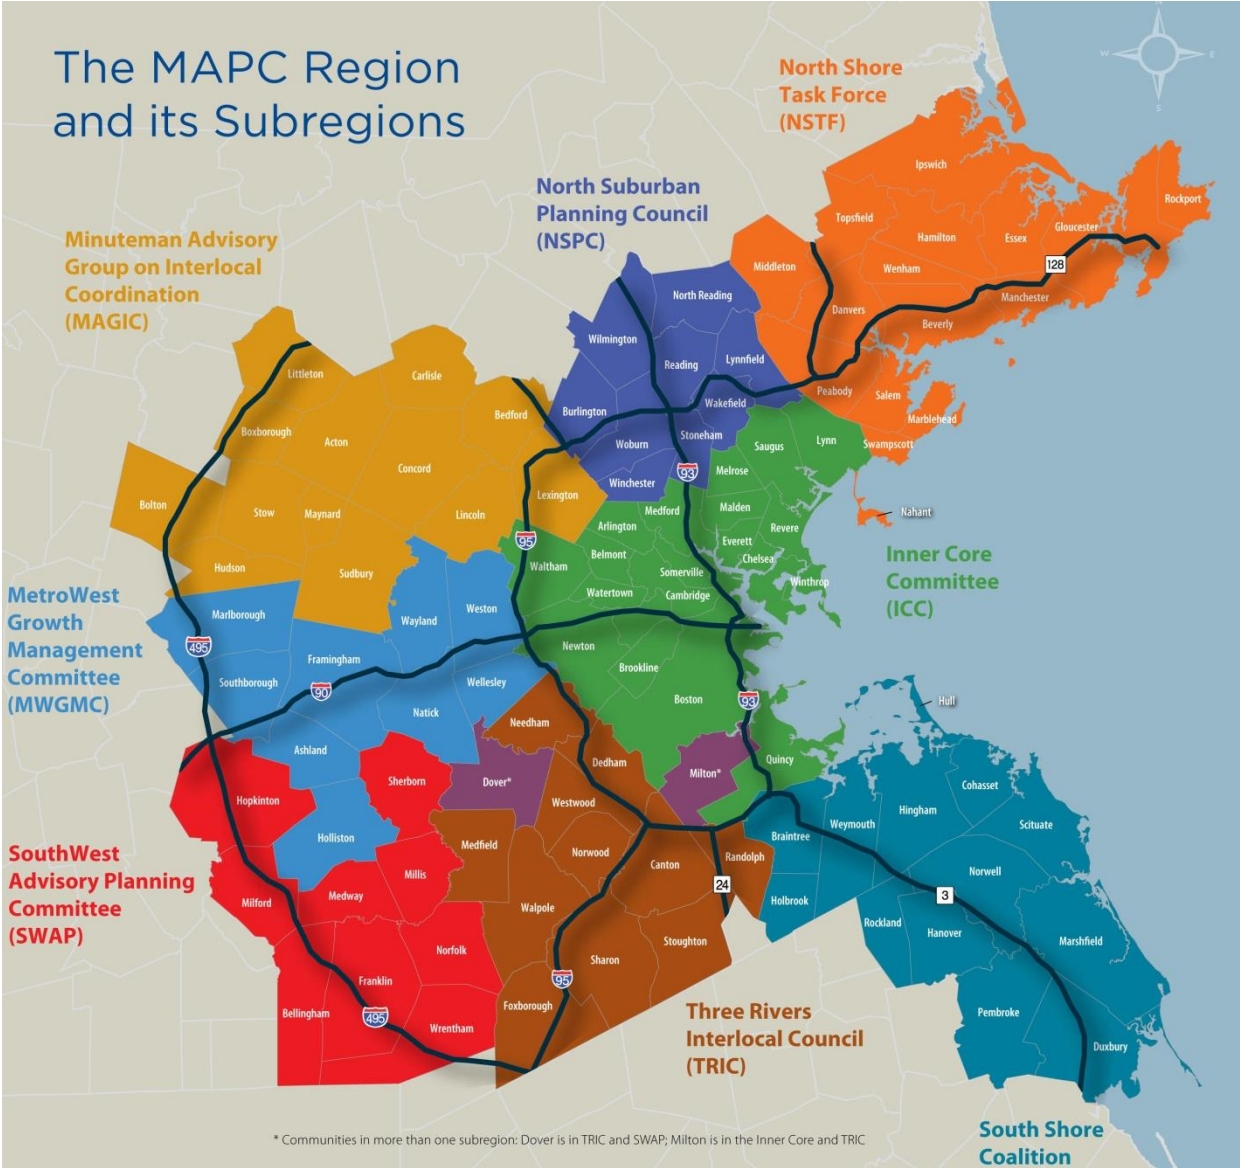 The MAPC Region
and its Subregions
W
E
S
North Shore
Task Force
(NSTF)
North Suburban
Planning Council
(NSPC)
Minuteman Advisory
Group on Interlocal
Coordination
(MAGIC)
Ipswich
Rockport
Topsfield
Gloucester
Hamilton
Essex
Middleton
Wenham
128
Manchester
North Reading
Danvers
Beverly
Wilmington
Reading
Lynnfield
Littleton
Carlisle
Peabody
Salem
Wakefield
Bedford
Burlington
Marblehead
Boxborough
Acton
Woburn
Stoneham
Saugus
Lynn
Swampscott
Concord
Melrose
93
Winchester
Lexington
Bolton
Stow
Maynard
Lincoln
Medford
Malden
Nahant
Arlington
Revere
95
Everett
Belmont
Chelsea
Hudson
Sudbury
Waltham
Somerville
Winthrop
Watertown
Cambridge
Inner Core
Committee
(ICC)
MetroWest
Growth
Management
Committee
(MWGMC)
Marlborough
Wayland
Weston
495
Framingham
Newton
Brookline
Southborough
90
Wellesley
Boston
93
Hull
Natick
Needham
Ashland
Dedham
Quincy
Sherborn
Dover*
Milton*
Hopkinton
Westwood
Cohasset
Hingham
Weymouth
Scituate
Holliston
Braintree
Medfield
Norwood
Canton
Randolph
SouthWest
Advisory Planning
Committee
(SWAP)
Millis
Norwell
Medway
24
3
Milford
Holbrook
Walpole
Rockland
Hanover
Norfolk
Stoughton
Marshfield
Sharon
Franklin
95
Foxborough
Bellingham
495
Wrentham
Pembroke
Duxbury
Three Rivers
Interlocal Council
(TRIC)
* Communities in more than one subregion: Dover is in TRIC and SWAP; Milton is in the Inner Core and TRIC
South Shore
Coalition